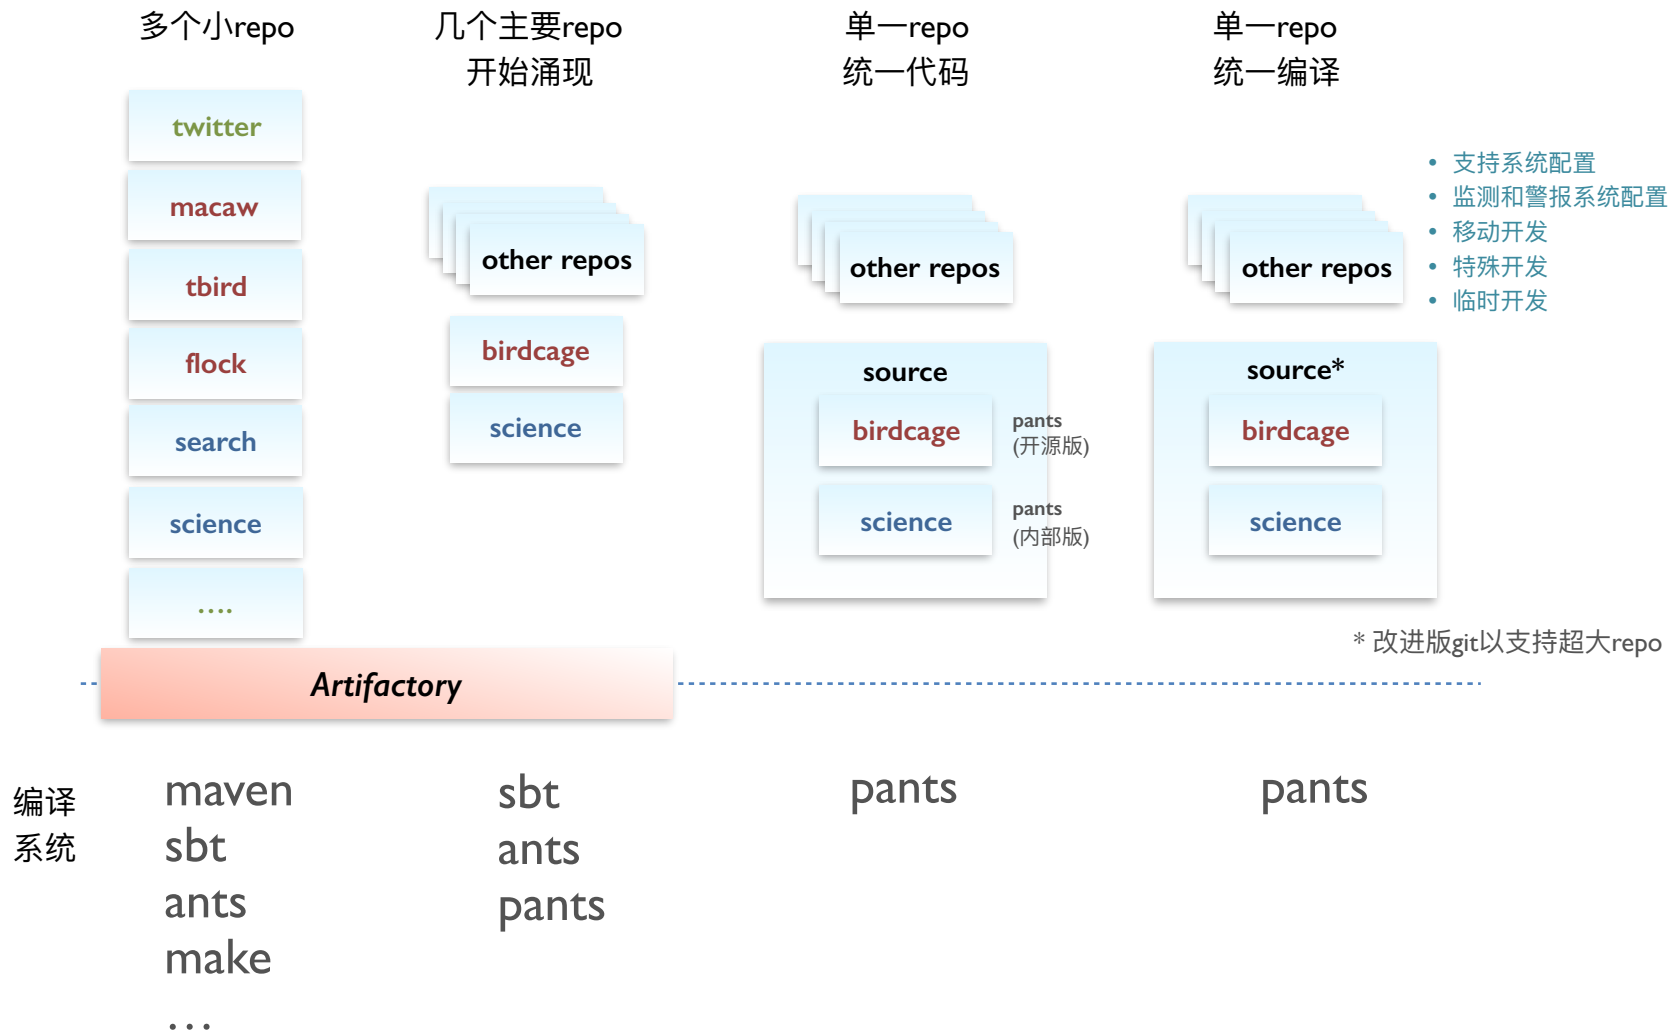 多个小repo
几个主要repo
开始涌现
单一repo
统一代码
单一repo
统一编译
twitter
macaw
tbird
flock
search
science
....
other repos
birdcage
science
other repos
source
birdcage
pants
(开源版)
science
pants
(内部版)
other repos
• 支持系统配置
• 监测和警报系统配置
• 移动开发
• 特殊开发
• 临时开发
source*
birdcage
science
* 改进版git以支持超大repo
Artifactory
编译
系统
maven
sbt
ants
make
...
sbt
ants
pants
pants
pants